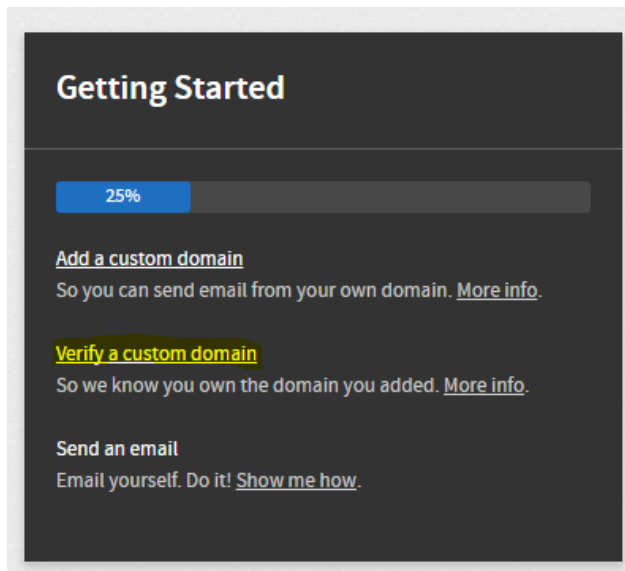 Getting Started
25%
Add a custom domain
So you can send email from your own domain. More info.
Verify a custom domain
So we know you own the domain you added. More info.
Send an email
Email yourself. Do it! Show me how.